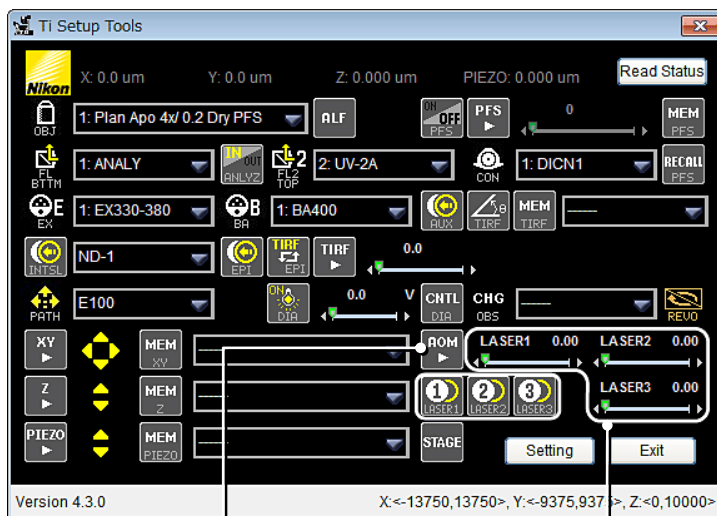 Ti Setup Tools
Nikon X: 0.0 um Y: 0.0 um Z: 0.000 um PIEZO: 0.000 um Read Status
OBJ 1: Plan Apo 4x/ 0.2 Dry PFS ALF ON OFF PFS PFS 0 MEM PFS
FL BTTM 1: ANALY IN OUT ANLYZ 2 FL2 TOP 2: UV-2A CON 1: DICN1 RECALL PFS
E EX 1: EX330-380 B BA 1: BA400 AUX θ TIRF MEM TIRF -----
INTSL ND-1 EPI TIRF EPI TIRF 0.0
PATH E100 ON DIA 0.0 V CNTL DIA CHG OBS ----- REVO
XY MEM XY ----- AOM LASER1 0.00 LASER2 0.00
Z MEM Z ----- 1 LASER1 2 LASER2 3 LASER3 LASER3 0.00
PIEZO MEM PIEZO ----- STAGE Setting Exit
Version 4.3.0 X:<-13750,13750>, Y:<-9375,9375>, Z:<0,10000>